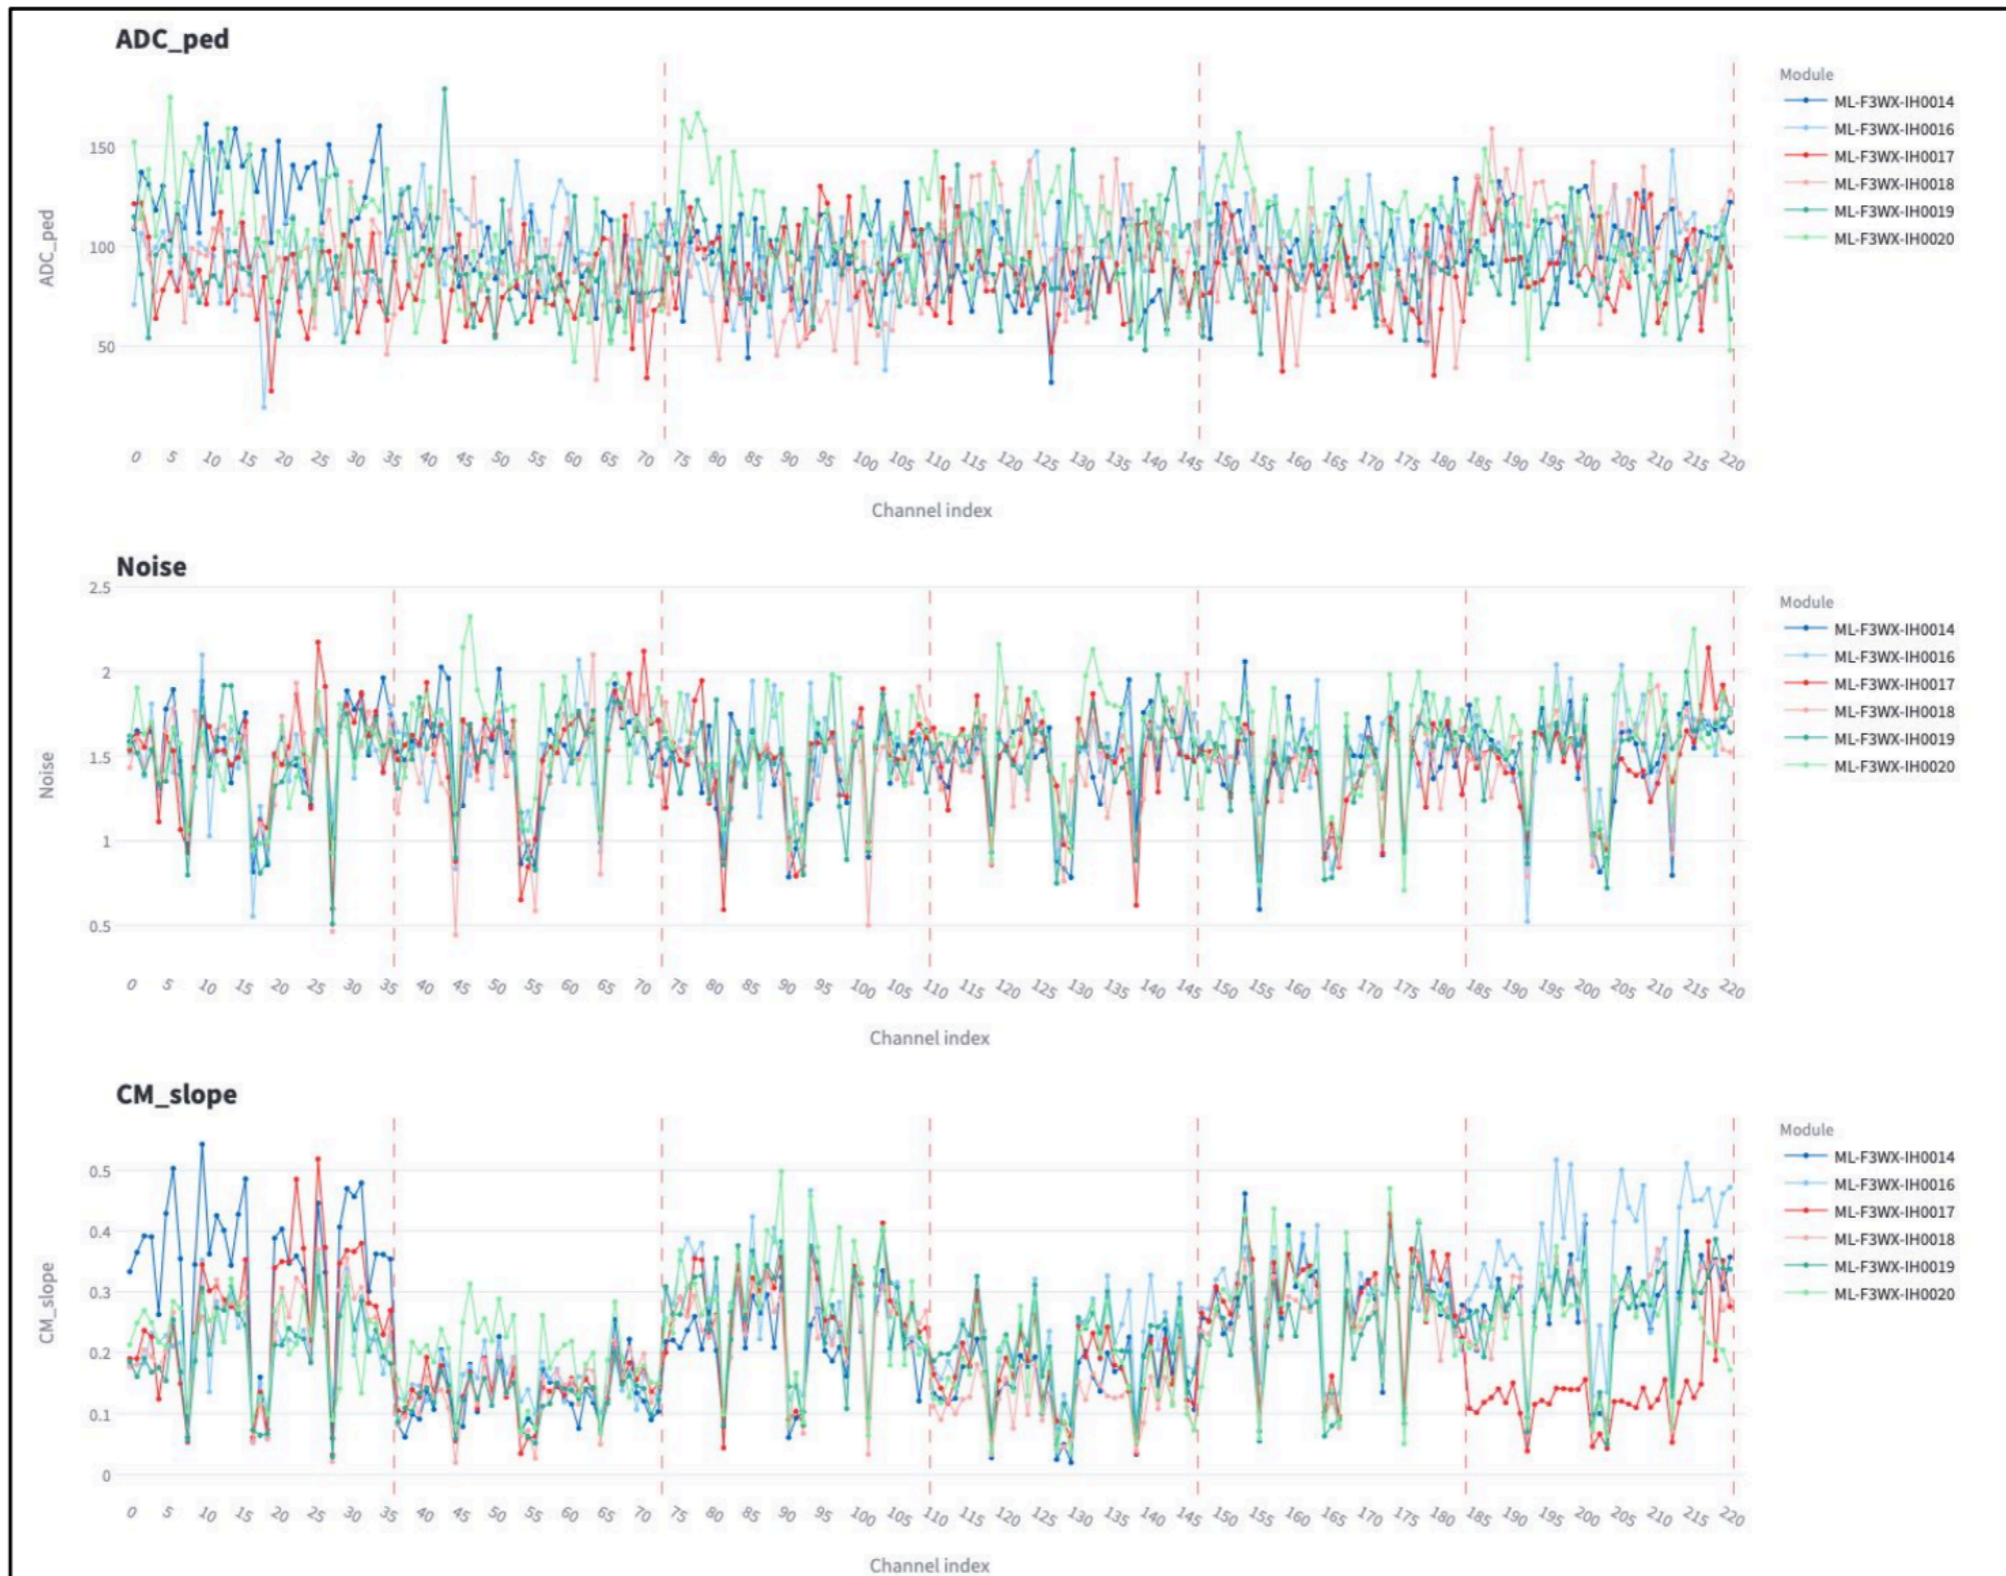 ADC_ped
Module
ML-F3WX-IH0014
ML-F3WX-IH0016
ML-F3WX-IH0017
ML-F3WX-IH0018
ML-F3WX-IH0019
ML-F3WX-IH0020
150
100
50
ADC_ped
0 5 10 15 20 25 30 35 40 45 50 55 60 65 70 75 80 85 90 95 100 105 110 115 120 125 130 135 140 145 150 155 160 165 170 175 180 185 190 195 200 205 210 215 220
Channel index
Noise
Module
ML-F3WX-IH0014
ML-F3WX-IH0016
ML-F3WX-IH0017
ML-F3WX-IH0018
ML-F3WX-IH0019
ML-F3WX-IH0020
2.5
2
1.5
1
0.5
Noise
0 5 10 15 20 25 30 35 40 45 50 55 60 65 70 75 80 85 90 95 100 105 110 115 120 125 130 135 140 145 150 155 160 165 170 175 180 185 190 195 200 205 210 215 220
Channel index
CM_slope
Module
ML-F3WX-IH0014
ML-F3WX-IH0016
ML-F3WX-IH0017
ML-F3WX-IH0018
ML-F3WX-IH0019
ML-F3WX-IH0020
0.5
0.4
0.3
0.2
0.1
0
CM_slope
0 5 10 15 20 25 30 35 40 45 50 55 60 65 70 75 80 85 90 95 100 105 110 115 120 125 130 135 140 145 150 155 160 165 170 175 180 185 190 195 200 205 210 215 220
Channel index